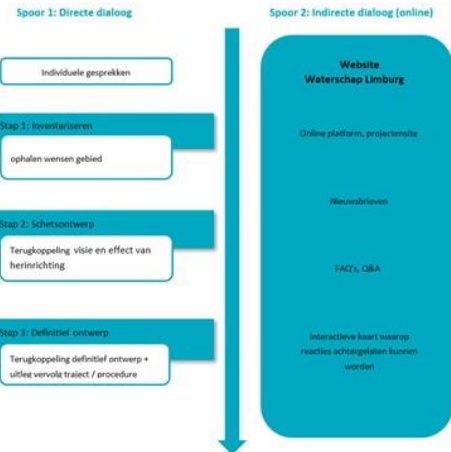 Spoor 1: Directe dialoog
Individuele gesprekken
Stap 1: Inventariseren
ophalen wensen gebied
Stap 2: Schetsontwerp
Terugkoppeling visie en effect van
herinrichting
Stap 3: Definitief ontwerp
Terugkoppeling definitief ontwerp +
uitleg vervolg traject / procedure
Spoor 2: Indirecte dialoog (online)
Website
Waterschap Limburg
Online platform, projectensite
Nieuwsbrieven
FAQ's, Q&A
Interactieve kaart waarop
reacties achtergelaten kunnen
worden